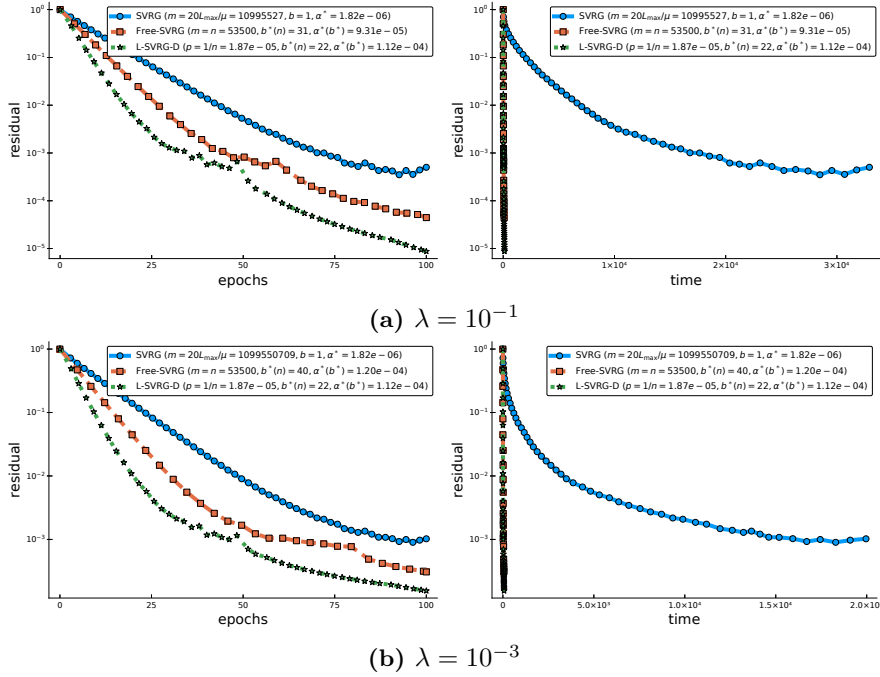 SVRG (m = 20L_max/μ = 10995527, b = 1, α* = 1.82e − 06)
Free-SVRG (m = n = 53500, b*(n) = 31, α*(b*) = 9.31e − 05)
L-SVRG-D (p = 1/n = 1.87e − 05, b*(n) = 22, α*(b*) = 1.12e − 04)
residual
10⁰
10⁻¹
10⁻²
10⁻³
10⁻⁴
10⁻⁵
0 25 50 75 100
epochs
SVRG (m = 20L_max/μ = 10995527, b = 1, α* = 1.82e − 06)
Free-SVRG (m = n = 53500, b*(n) = 31, α*(b*) = 9.31e − 05)
L-SVRG-D (p = 1/n = 1.87e − 05, b*(n) = 22, α*(b*) = 1.12e − 04)
residual
10⁰
10⁻¹
10⁻²
10⁻³
10⁻⁴
10⁻⁵
0 1×10⁴ 2×10⁴ 3×10⁴
time
(a) λ = 10⁻¹
SVRG (m = 20L_max/μ = 1099550709, b = 1, α* = 1.82e − 06)
Free-SVRG (m = n = 53500, b*(n) = 40, α*(b*) = 1.20e − 04)
L-SVRG-D (p = 1/n = 1.87e − 05, b*(n) = 22, α*(b*) = 1.12e − 04)
residual
10⁰
10⁻¹
10⁻²
10⁻³
0 25 50 75 100
epochs
SVRG (m = 20L_max/μ = 1099550709, b = 1, α* = 1.82e − 06)
Free-SVRG (m = n = 53500, b*(n) = 40, α*(b*) = 1.20e − 04)
L-SVRG-D (p = 1/n = 1.87e − 05, b*(n) = 22, α*(b*) = 1.12e − 04)
residual
10⁰
10⁻¹
10⁻²
10⁻³
0 5.0×10³ 1.0×10⁴ 1.5×10⁴ 2.0×10
time
(b) λ = 10⁻³